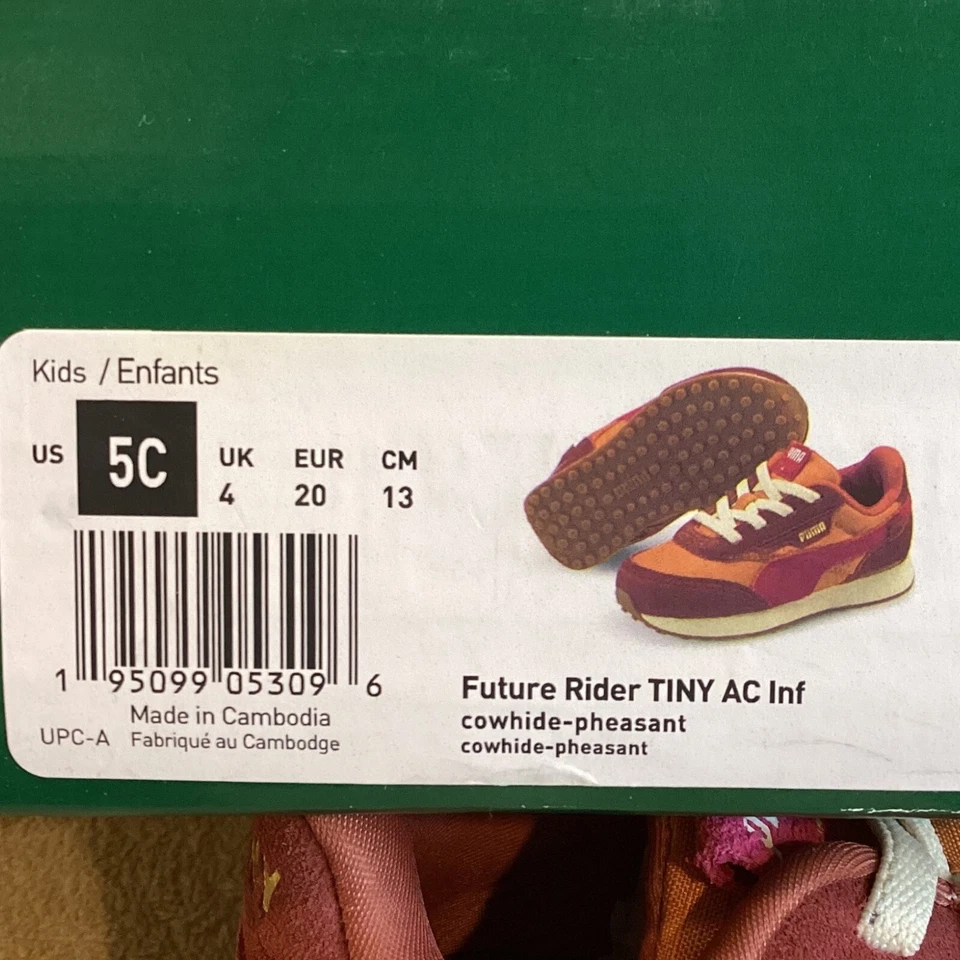 Kids / Enfants
US 5C
UK EUR CM
4 20 13
1 95099 05309 6
UPC-A
Made in Cambodia
Fabriqué au Cambodge
PUMA
Future Rider TINY AC Inf
cowhide-pheasant
cowhide-pheasant